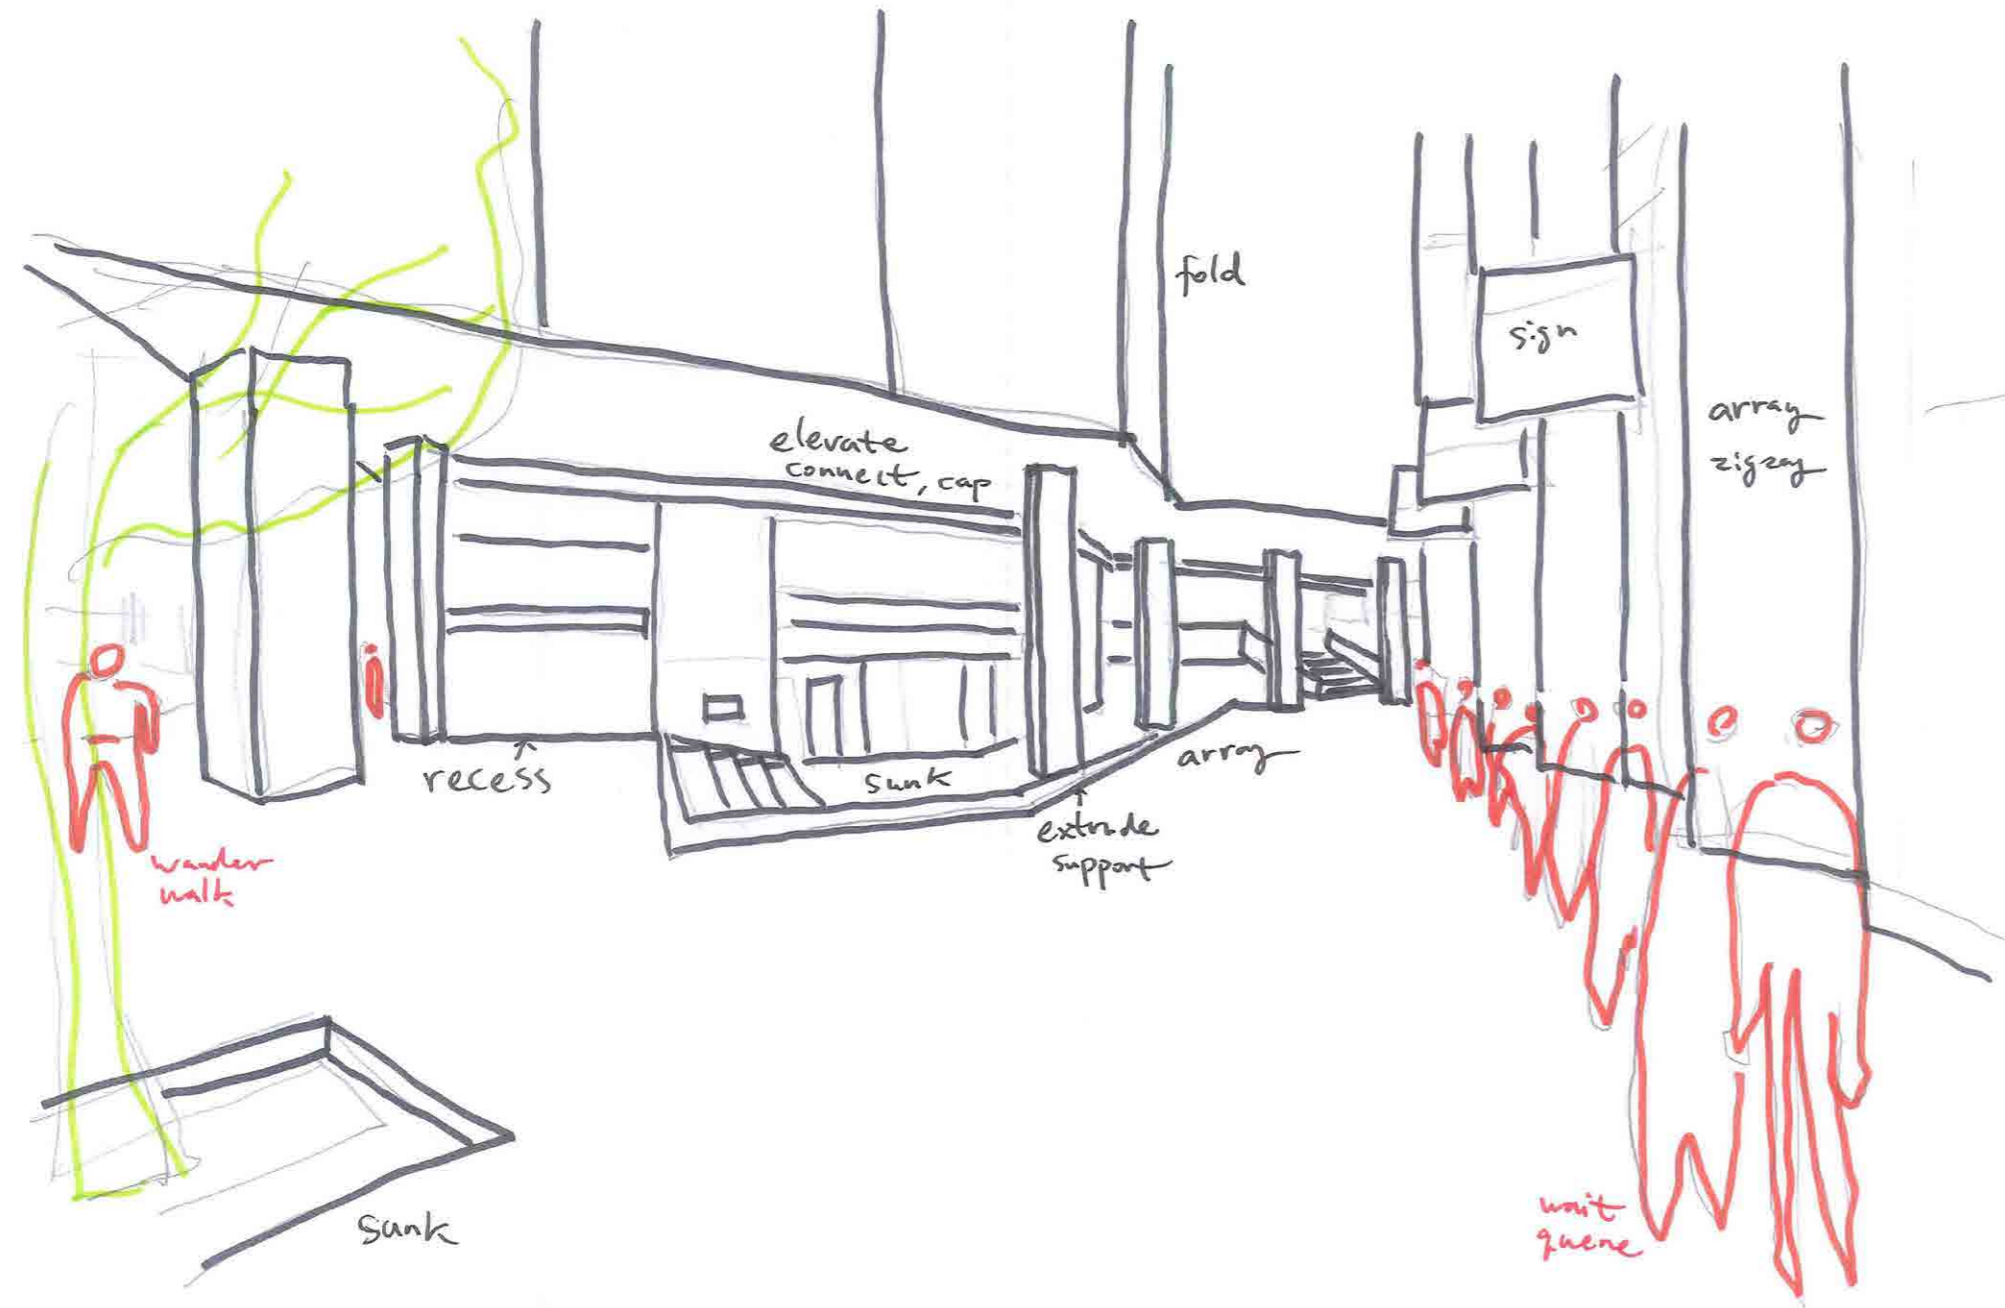 fold
sign
array
zigzag
elevate
connect, cap
recess
sunk
array
extrude
support
wander
walk
sunk
wait
queue